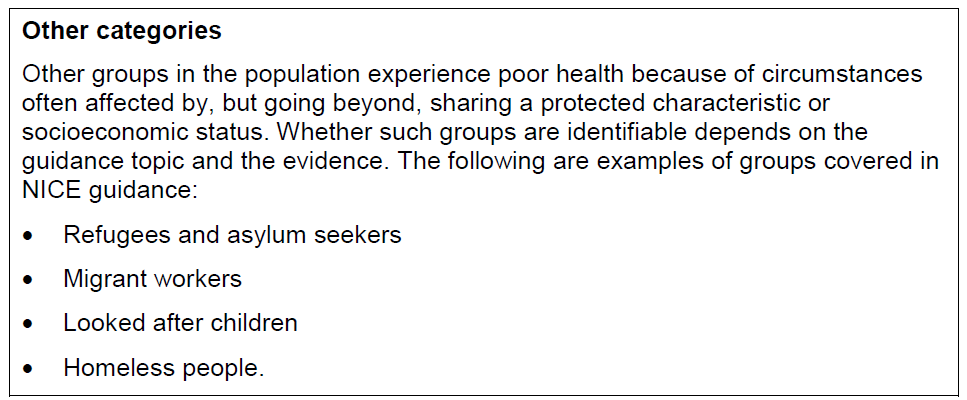 Other categories
Other groups in the population experience poor health because of circumstances
often affected by, but going beyond, sharing a protected characteristic or
socioeconomic status. Whether such groups are identifiable depends on the
guidance topic and the evidence. The following are examples of groups covered in
NICE guidance:
• Refugees and asylum seekers
• Migrant workers
• Looked after children
• Homeless people.